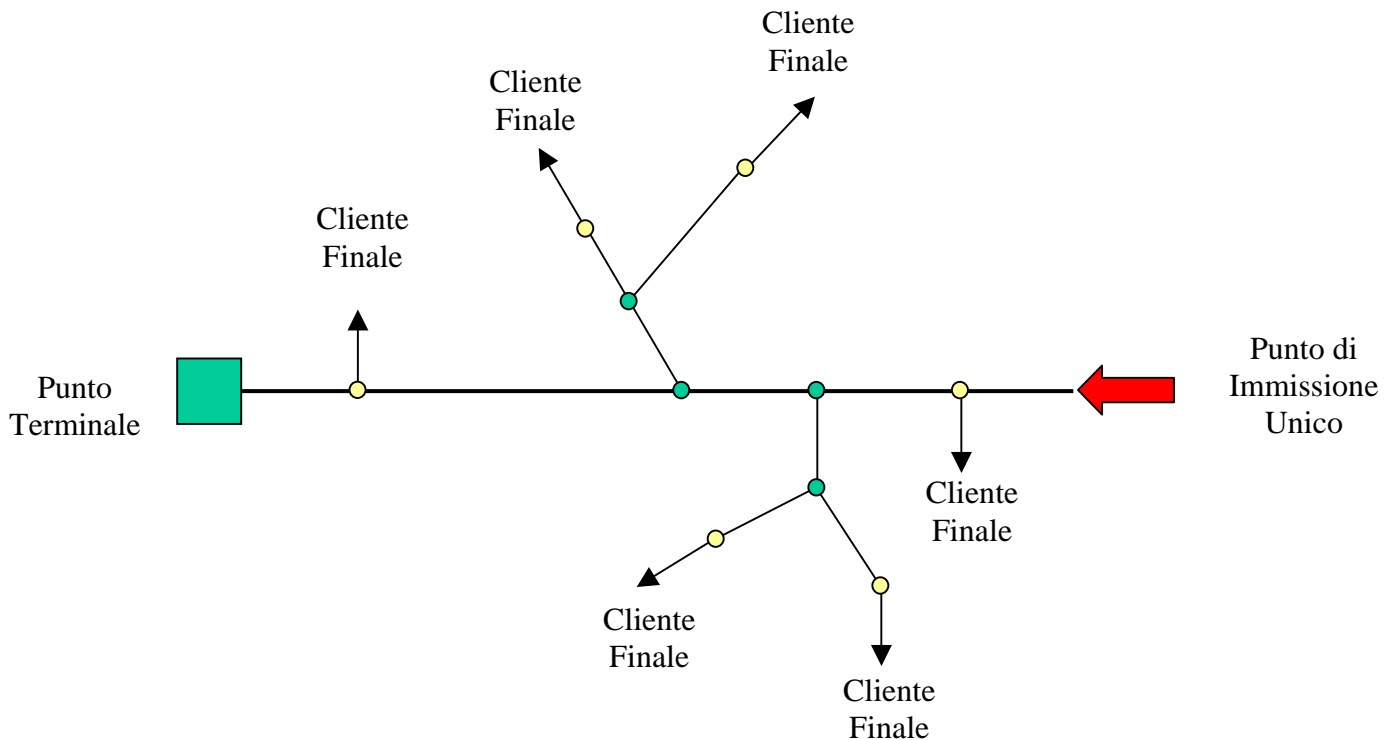 Cliente
Finale
Cliente
Finale
Cliente
Finale
Punto
Terminale
Punto di
Immissione
Unico
Cliente
Finale
Cliente
Finale
Cliente
Finale